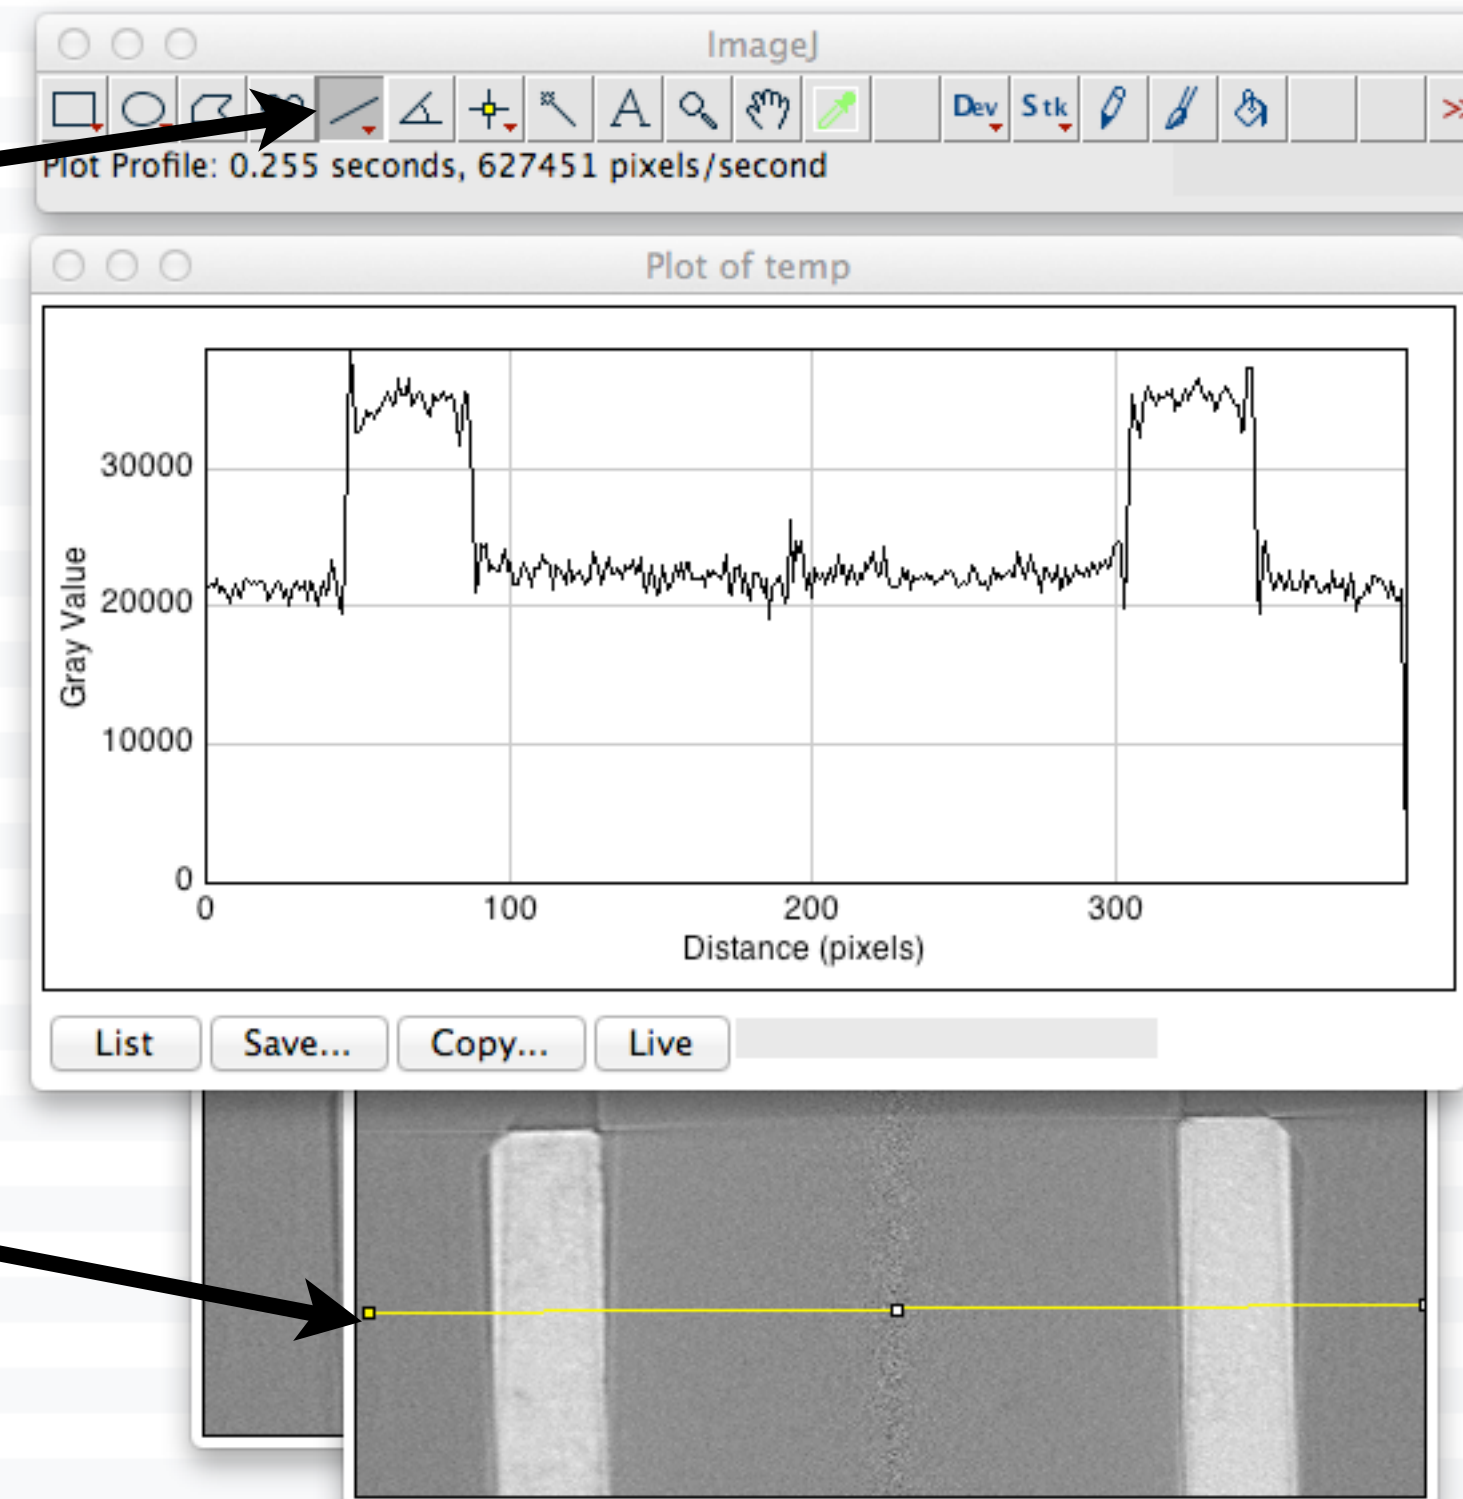 ImageJ
A Dev Stk >>
Plot Profile: 0.255 seconds, 627451 pixels/second
Plot of temp
30000
20000
10000
0
Gray Value
0 100 200 300
Distance (pixels)
List Save... Copy... Live